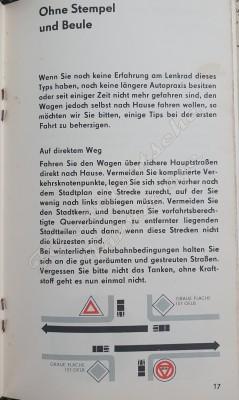 Ohne Stempel
und Beule
Wenn Sie noch keine Erfahrung am Lenkrad dieses
Typs haben, noch keine längere Autopraxis besitzen
oder seit einiger Zeit nicht mehr gefahren sind, den
Wagen jedoch selbst nach Hause fahren wollen, so
möchten wir Sie bitten, einige Tips bei der ersten
Fahrt zu beherzigen.
Auf direktem Weg
Fahren Sie den Wagen über sichere Hauptstraßen
direkt nach Hause. Vermeiden Sie komplizierte Ver-
kehrsknotenpunkte, legen Sie sich schon vorher nach
dem Stadtplan eine Strecke zurecht, auf der Sie
wenig nach links abbiegen müssen. Vermeiden Sie
den Stadtkern, und benutzen Sie vorfahrtsberech-
tigte Querverbindungen zu entfernter liegenden
Stadtteilen auch dann, wenn diese Strecken nicht
die kürzesten sind.
Bei winterlichen Fahrbahnbedingungen halten Sie
sich an die gut geräumten und gestreuten Straßen.
Vergessen Sie bitte nicht das Tanken, ohne Kraft-
stoff geht es nun einmal nicht.
GRAUE FLÄCHE
IST GELB
GRAUE FLÄCHE
IST GELB
17